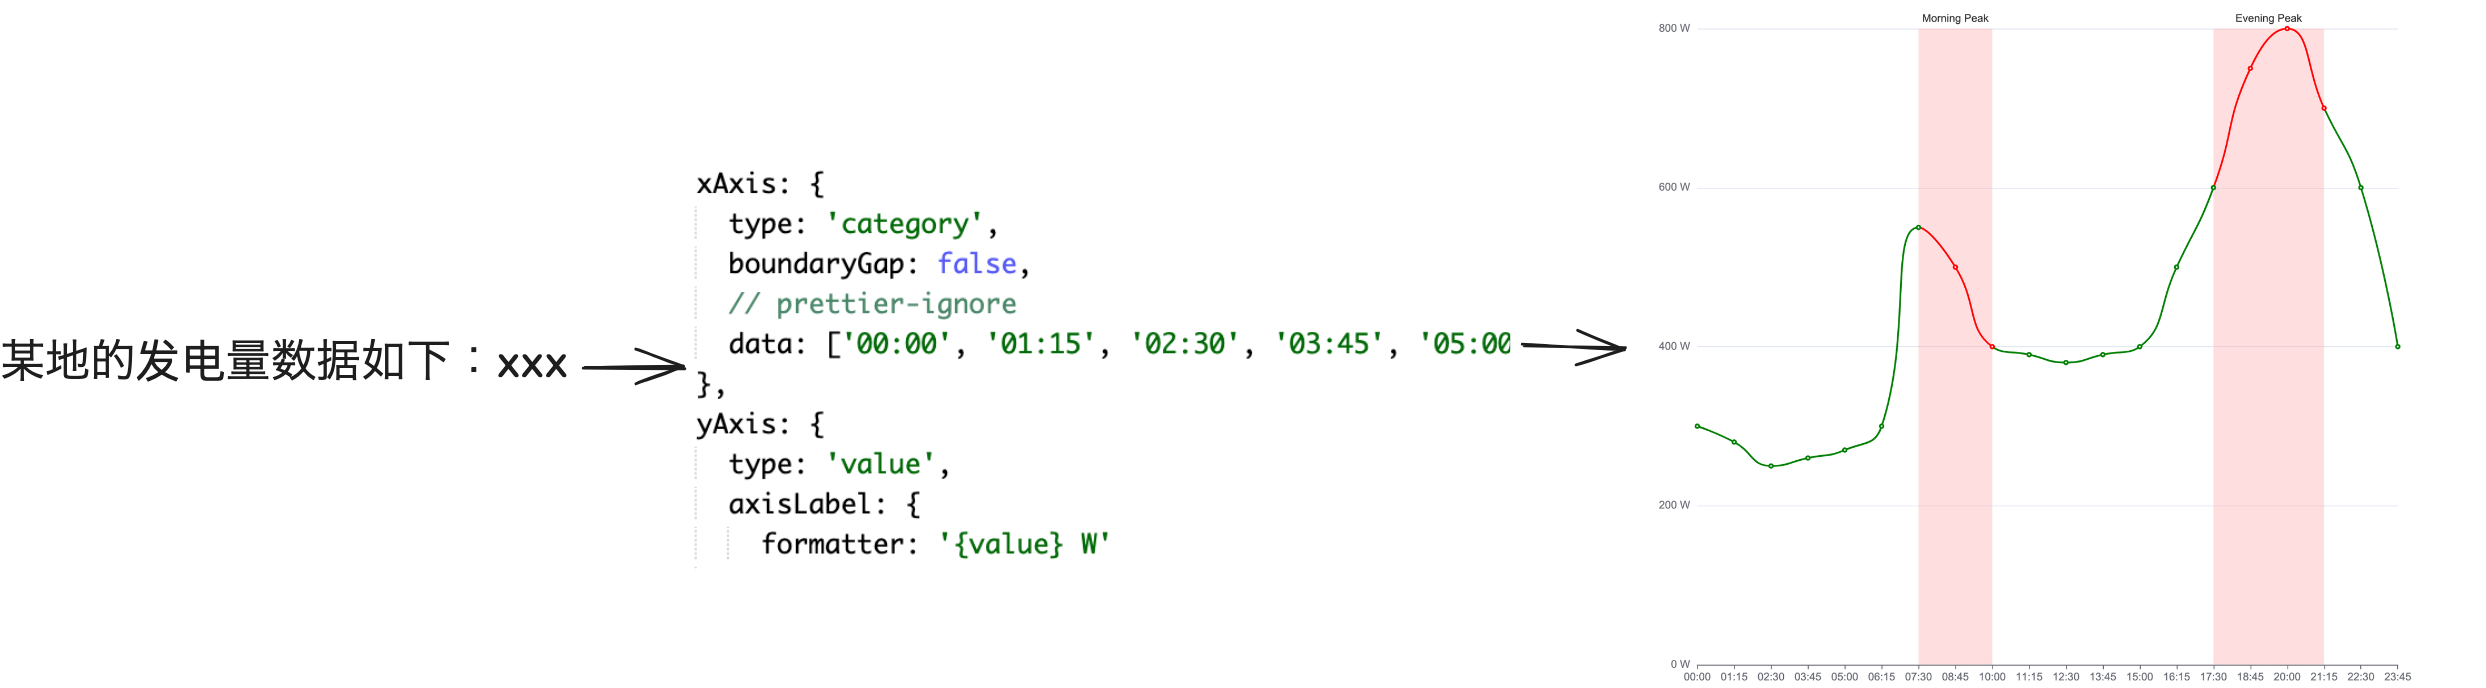 某地的发电量数据如下：xxx
xAxis: {
type: 'category',
boundaryGap: false,
// prettier-ignore
data: ['00:00', '01:15', '02:30', '03:45', '05:00
},
yAxis: {
type: 'value',
axisLabel: {
formatter: '{value} W'
Morning Peak
Evening Peak
800 W
600 W
400 W
200 W
0 W
00:00 01:15 02:30 03:45 05:00 06:15 07:30 08:45 10:00 11:15 12:30 13:45 15:00 16:15 17:30 18:45 20:00 21:15 22:30 23:45